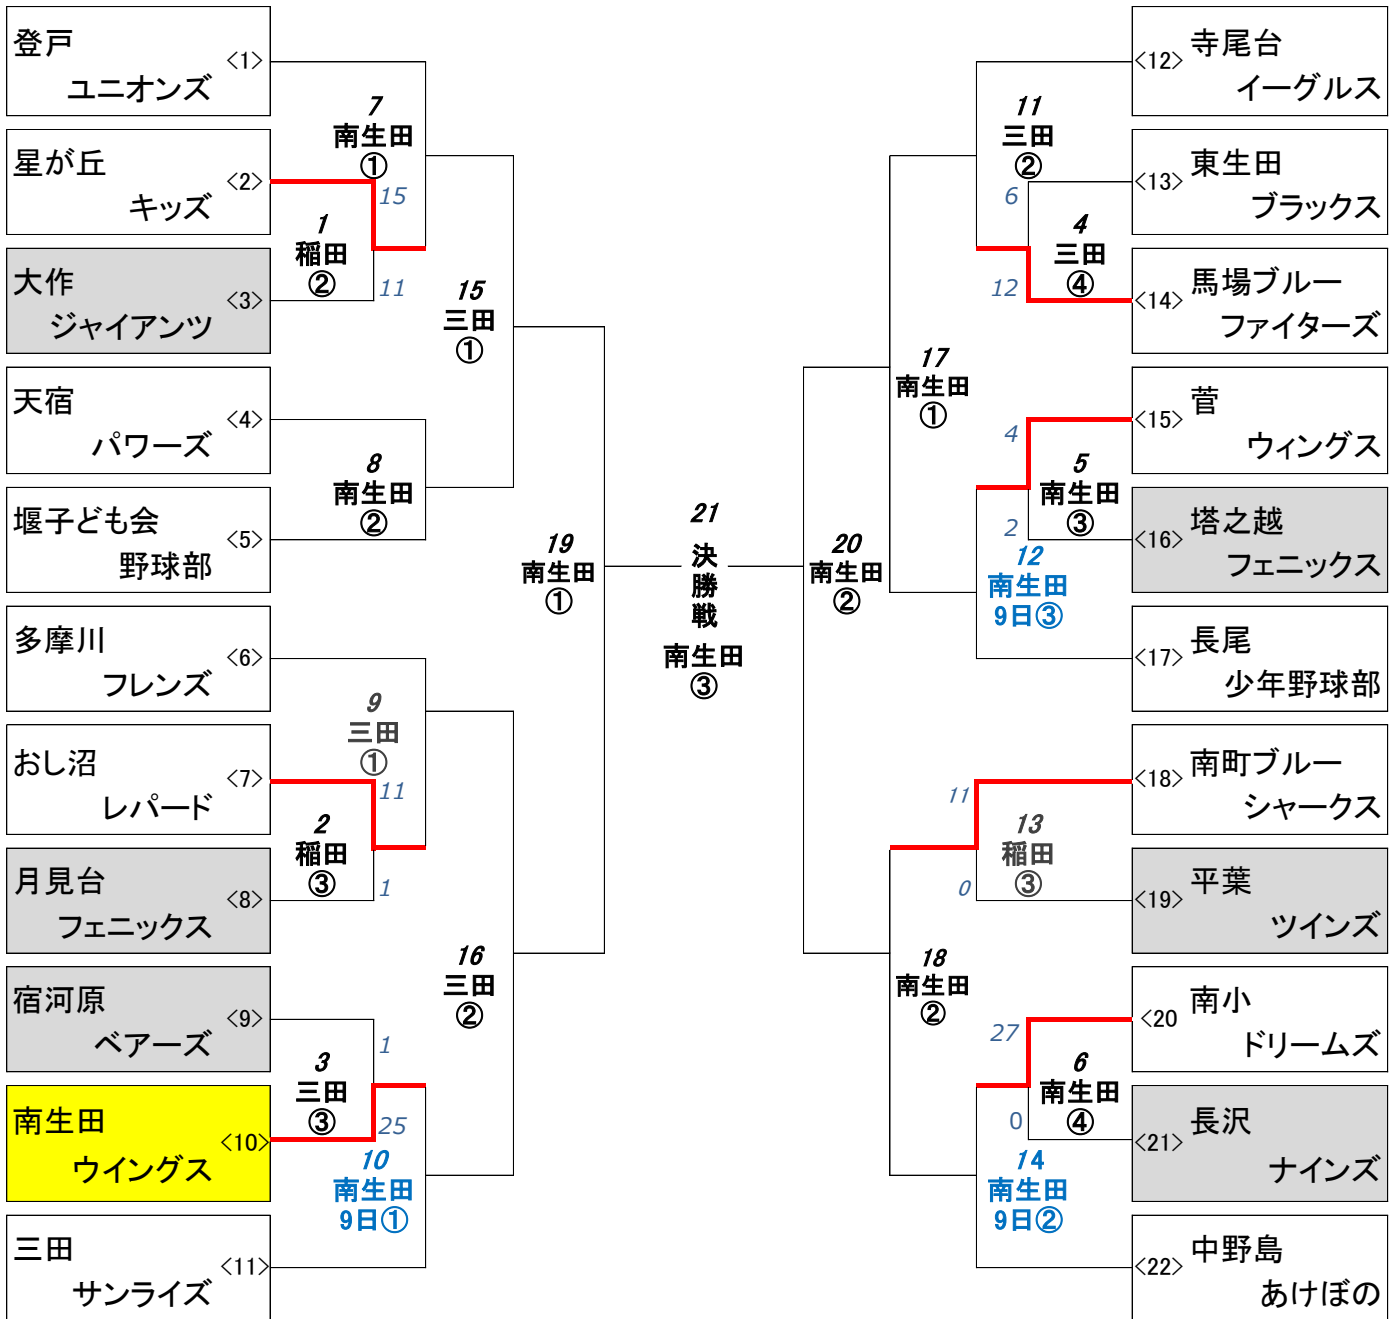 登戸
ユニオンズ
<1>
星が丘
キッズ
<2>
大作
ジャイアンツ
<3>
天宿
パワーズ
<4>
堰子ども会
野球部
<5>
多摩川
フレンズ
<6>
おし沼
レパード
<7>
月見台
フェニックス
<8>
宿河原
ベアーズ
<9>
南生田
ウイングス
<10>
三田
サンライズ
<11>
7
南生田
①
15
1
稲田
②
11
15
三田
①
8
南生田
②
9
三田
①
11
2
稲田
③
1
16
三田
②
1
3
三田
③
25
10
南生田
9日①
19
南生田
①
21
決
勝
戦
南生田
③
20
南生田
②
17
南生田
①
18
南生田
②
11
三田
②
6
4
三田
④
12
4
5
南生田
③
2
12
南生田
9日③
11
13
稲田
③
0
27
6
南生田
④
0
14
南生田
9日②
<12>
寺尾台
イーグルス
<13>
東生田
ブラックス
<14>
馬場ブルー
ファイターズ
<15>
菅
ウィングス
<16>
塔之越
フェニックス
<17>
長尾
少年野球部
<18>
南町ブルー
シャークス
<19>
平葉
ツインズ
<20
南小
ドリームズ
<21>
長沢
ナインズ
<22>
中野島
あけぼの